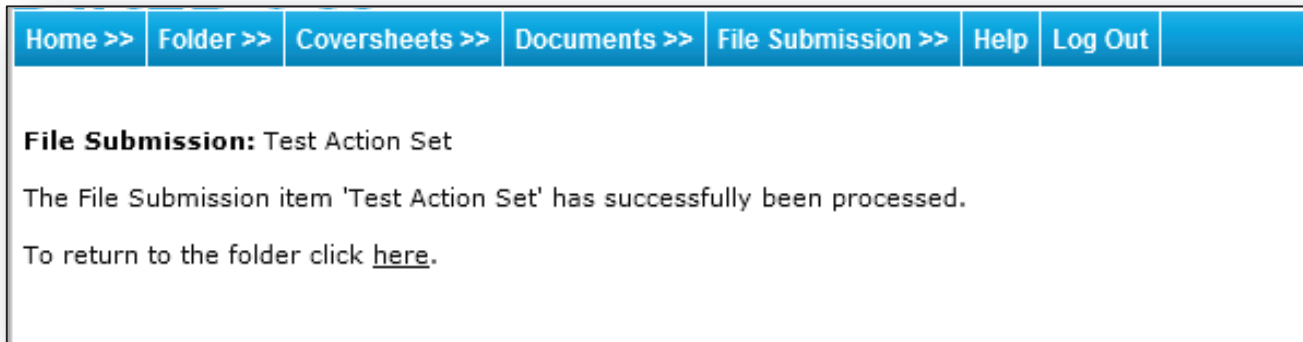 Home >> Folder >> Coversheets >> Documents >> File Submission >> Help Log Out
File Submission: Test Action Set
The File Submission item 'Test Action Set' has successfully been processed.
To return to the folder click here.